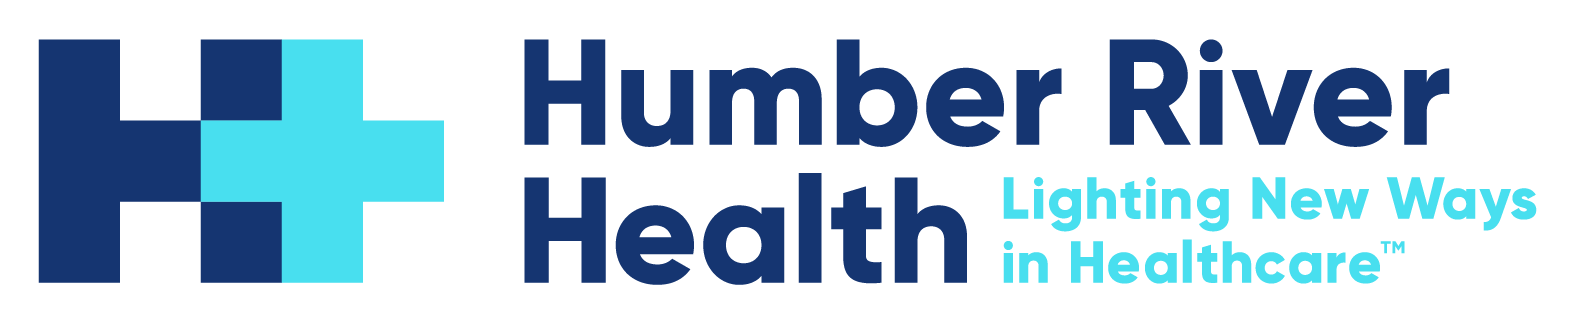 Humber River
Health
Lighting New Ways
in Healthcare™